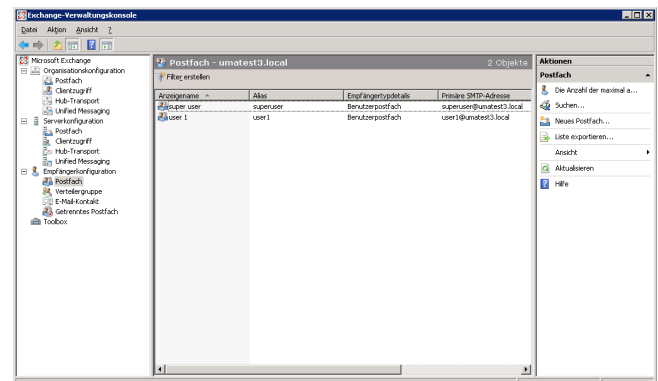 Exchange-Verwaltungskonsole
Datei Aktion Ansicht ?
Microsoft Exchange
Organisationskonfiguration
Postfach
Clientzugriff
Hub-Transport
Unified Messaging
Serverkonfiguration
Postfach
Clientzugriff
Hub-Transport
Unified Messaging
Empfängerkonfiguration
Postfach
Verteilergruppe
E-Mail-Kontakt
Getrenntes Postfach
Toolbox
Postfach - umatest3.local 2 Objekte
Filter erstellen
Anzeigename Alias Empfängertypdetails Primäre SMTP-Adresse
super user superuser Benutzerpostfach superuser@umatest3.local
user 1 user1 Benutzerpostfach user1@umatest3.local
Aktionen
Postfach
Die Anzahl der maximal a...
Suchen...
Neues Postfach...
Liste exportieren...
Ansicht
Aktualisieren
Hilfe